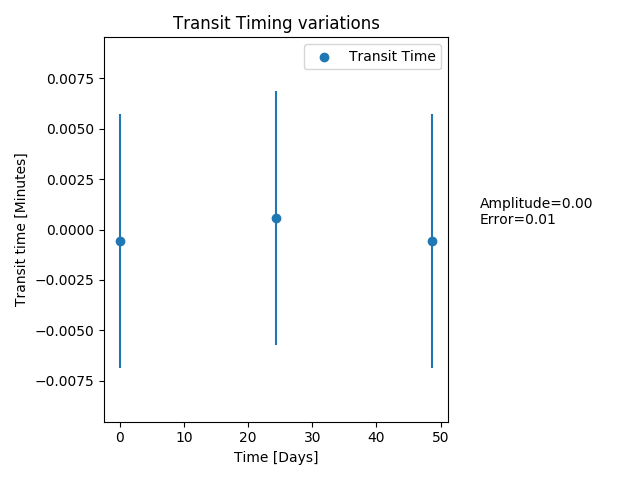 Transit Timing variations
Transit Time
0.0075
0.0050
0.0025
0.0000
−0.0025
−0.0050
−0.0075
Transit time [Minutes]
Amplitude=0.00
Error=0.01
0 10 20 30 40 50
Time [Days]